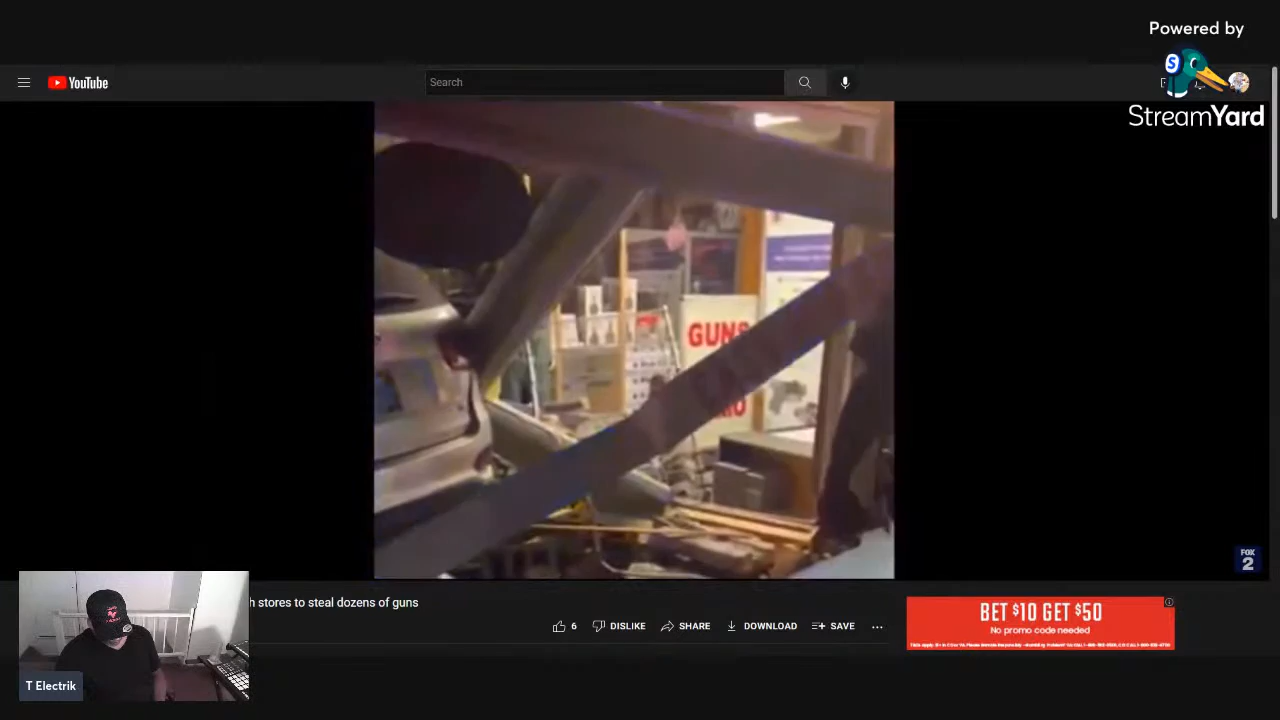 Powered by
YouTube
Search
S
StreamYard
GUNS
FOX
2
h stores to steal dozens of guns
6
DISLIKE
SHARE
DOWNLOAD
SAVE
BET $10 GET $50
No promo code needed
T Electrik